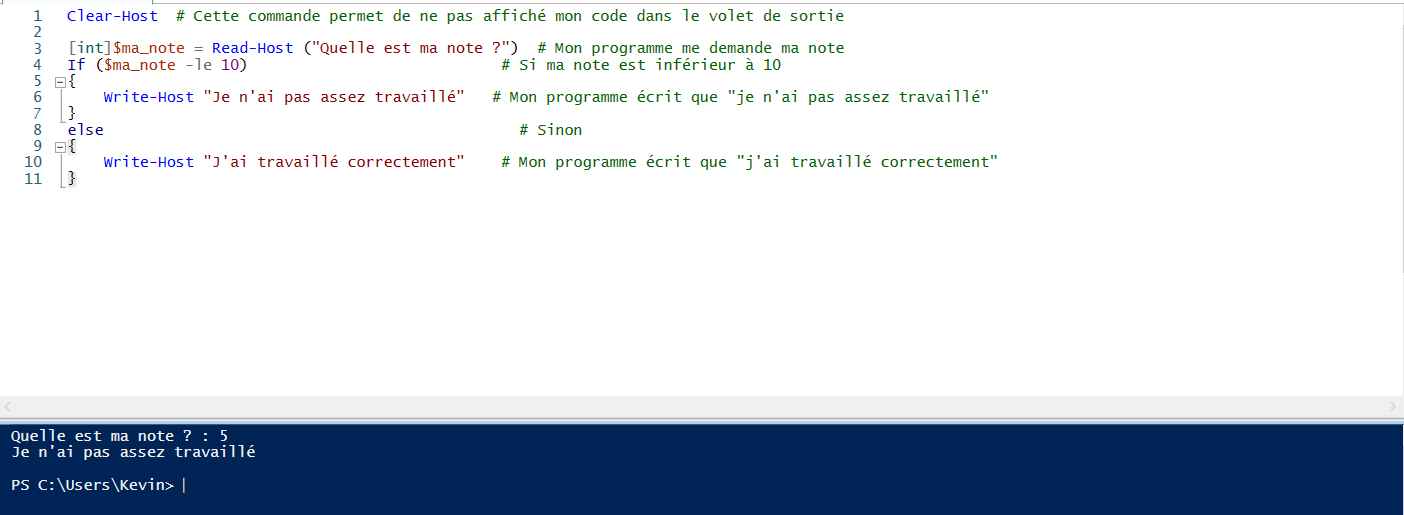 1 Clear-Host # Cette commande permet de ne pas affiché mon code dans le volet de sortie
2
3 [int]$ma_note = Read-Host ("Quelle est ma note ?") # Mon programme me demande ma note
4 If ($ma_note -le 10) # Si ma note est inférieur à 10
5 {
6 Write-Host "Je n'ai pas assez travaillé" # Mon programme écrit que "je n'ai pas assez travaillé"
7 }
8 else # Sinon
9 {
10 Write-Host "J'ai travaillé correctement" # Mon programme écrit que "j'ai travaillé correctement"
11 }
Quelle est ma note ? : 5
Je n'ai pas assez travaillé
PS C:\Users\Kevin>